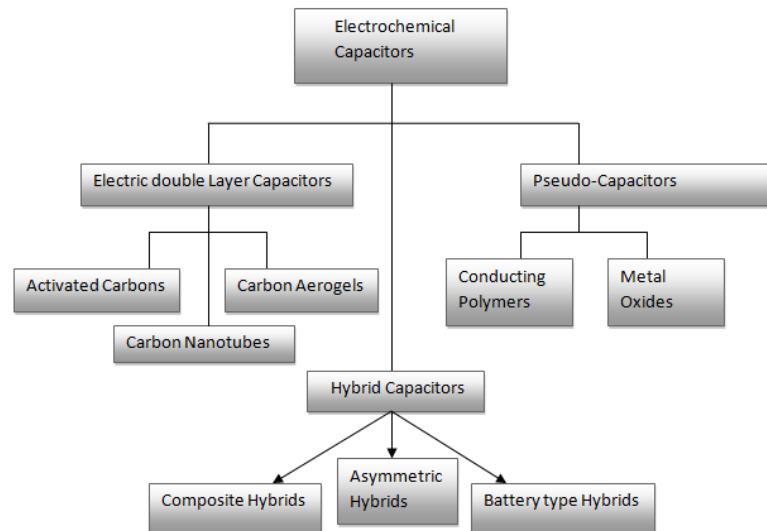 Electrochemical
Capacitors
Electric double Layer Capacitors
Pseudo-Capacitors
Activated Carbons
Carbon Aerogels
Carbon Nanotubes
Conducting
Polymers
Metal
Oxides
Hybrid Capacitors
Composite Hybrids
Asymmetric
Hybrids
Battery type Hybrids